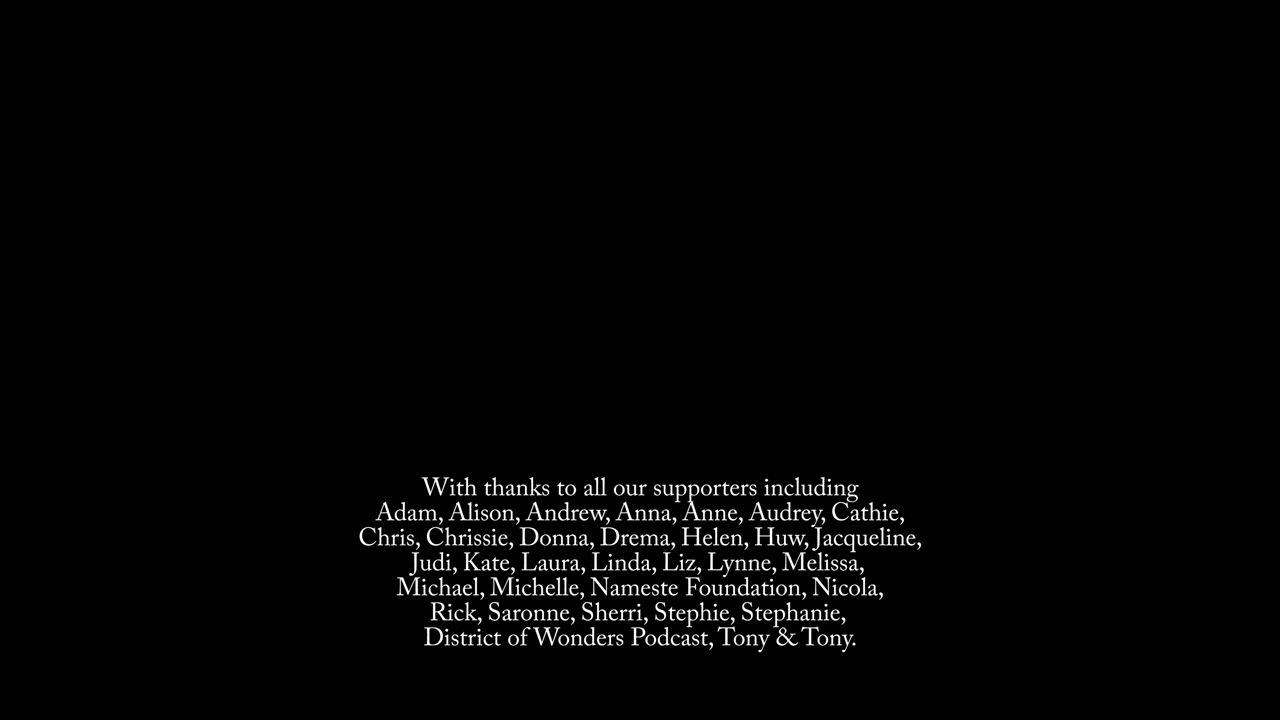 With thanks to all our supporters including
Adam, Alison, Andrew, Anna, Anne, Audrey, Cathie,
Chris, Chrissie, Donna, Drema, Helen, Huw, Jacqueline,
Judi, Kate, Laura, Linda, Liz, Lynne, Melissa,
Michael, Michelle, Nameste Foundation, Nicola,
Rick, Saronne, Sherri, Stephie, Stephanie,
District of Wonders Podcast, Tony & Tony.